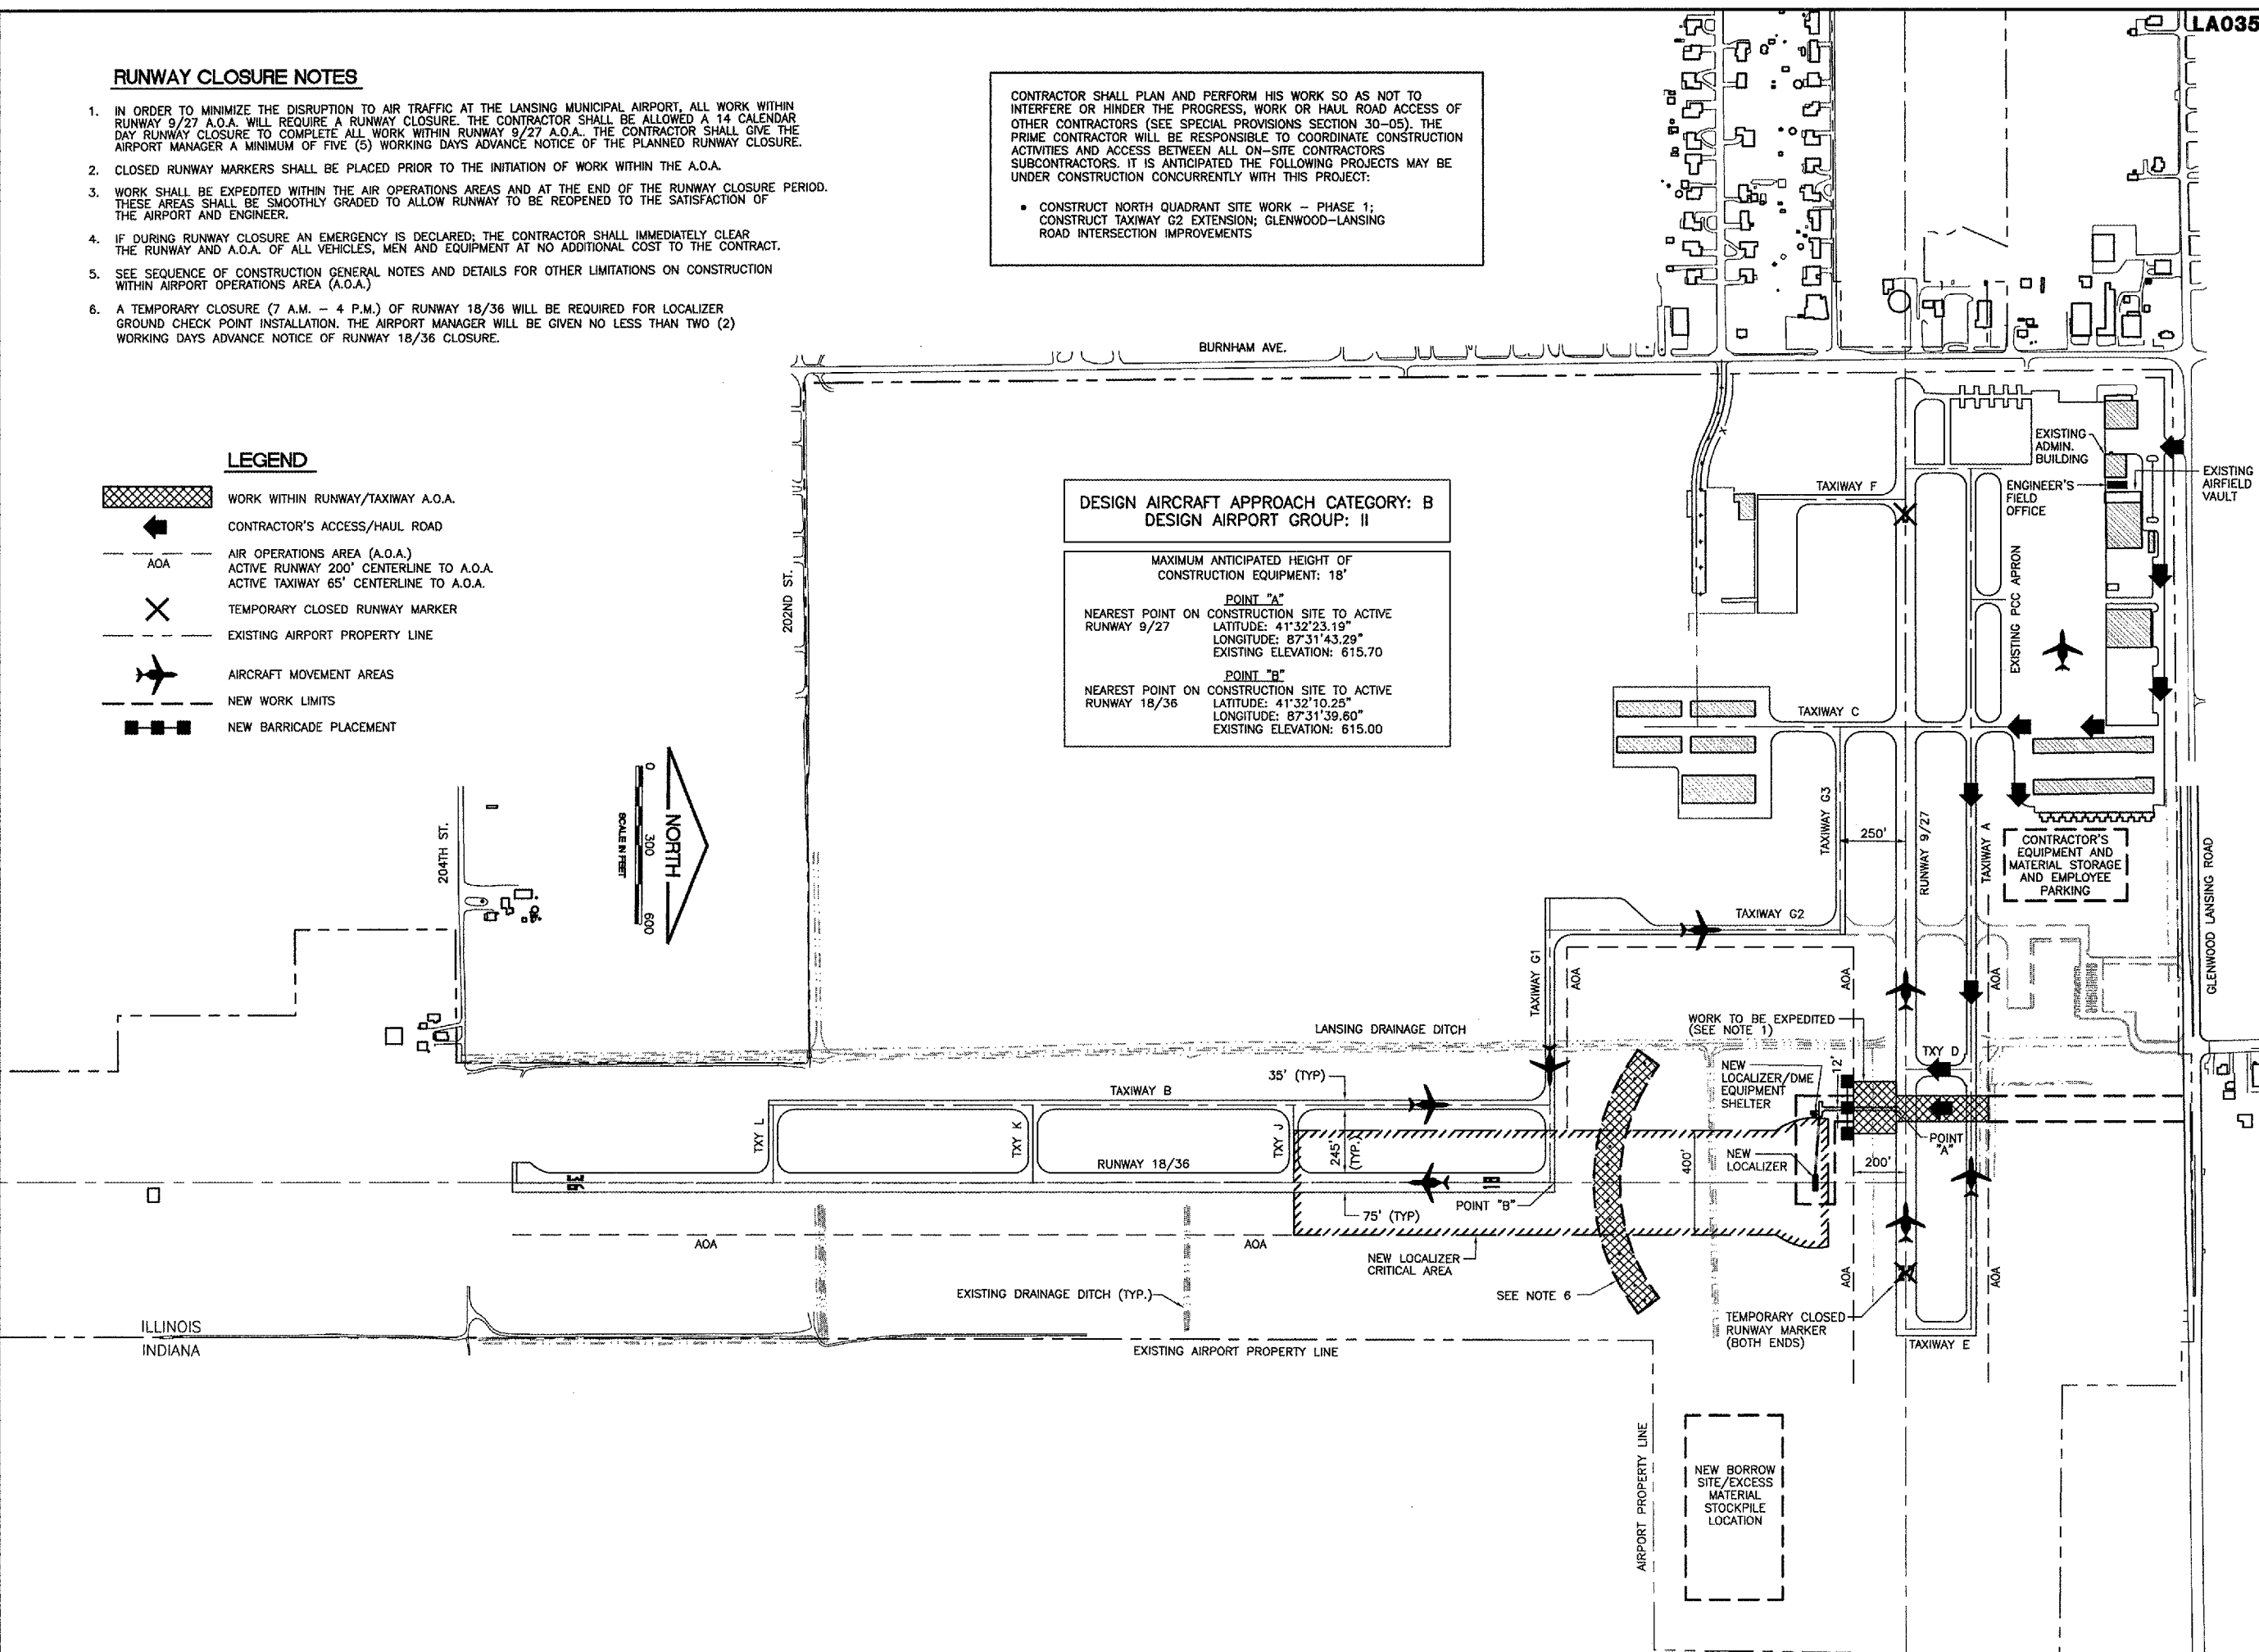 LA035
RUNWAY CLOSURE NOTES
1. IN ORDER TO MINIMIZE THE DISRUPTION TO AIR TRAFFIC AT THE LANSING MUNICIPAL AIRPORT, ALL WORK WITHIN
RUNWAY 9/27 A.O.A. WILL REQUIRE A RUNWAY CLOSURE. THE CONTRACTOR SHALL BE ALLOWED A 14 CALENDAR
DAY RUNWAY CLOSURE TO COMPLETE ALL WORK WITHIN RUNWAY 9/27 A.O.A.. THE CONTRACTOR SHALL GIVE THE
AIRPORT MANAGER A MINIMUM OF FIVE (5) WORKING DAYS ADVANCE NOTICE OF THE PLANNED RUNWAY CLOSURE.
2. CLOSED RUNWAY MARKERS SHALL BE PLACED PRIOR TO THE INITIATION OF WORK WITHIN THE A.O.A.
3. WORK SHALL BE EXPEDITED WITHIN THE AIR OPERATIONS AREAS AND AT THE END OF THE RUNWAY CLOSURE PERIOD.
THESE AREAS SHALL BE SMOOTHLY GRADED TO ALLOW RUNWAY TO BE REOPENED TO THE SATISFACTION OF
THE AIRPORT AND ENGINEER.
4. IF DURING RUNWAY CLOSURE AN EMERGENCY IS DECLARED; THE CONTRACTOR SHALL IMMEDIATELY CLEAR
THE RUNWAY AND A.O.A. OF ALL VEHICLES, MEN AND EQUIPMENT AT NO ADDITIONAL COST TO THE CONTRACT.
5. SEE SEQUENCE OF CONSTRUCTION GENERAL NOTES AND DETAILS FOR OTHER LIMITATIONS ON CONSTRUCTION
WITHIN AIRPORT OPERATIONS AREA (A.O.A.)
6. A TEMPORARY CLOSURE (7 A.M. – 4 P.M.) OF RUNWAY 18/36 WILL BE REQUIRED FOR LOCALIZER
GROUND CHECK POINT INSTALLATION. THE AIRPORT MANAGER WILL BE GIVEN NO LESS THAN TWO (2)
WORKING DAYS ADVANCE NOTICE OF RUNWAY 18/36 CLOSURE.
CONTRACTOR SHALL PLAN AND PERFORM HIS WORK SO AS NOT TO
INTERFERE OR HINDER THE PROGRESS, WORK OR HAUL ROAD ACCESS OF
OTHER CONTRACTORS (SEE SPECIAL PROVISIONS SECTION 30-05). THE
PRIME CONTRACTOR WILL BE RESPONSIBLE TO COORDINATE CONSTRUCTION
ACTIVITIES AND ACCESS BETWEEN ALL ON-SITE CONTRACTORS
SUBCONTRACTORS. IT IS ANTICIPATED THE FOLLOWING PROJECTS MAY BE
UNDER CONSTRUCTION CONCURRENTLY WITH THIS PROJECT:
• CONSTRUCT NORTH QUADRANT SITE WORK – PHASE 1;
CONSTRUCT TAXIWAY G2 EXTENSION; GLENWOOD-LANSING
ROAD INTERSECTION IMPROVEMENTS
BURNHAM AVE.
LEGEND
WORK WITHIN RUNWAY/TAXIWAY A.O.A.
CONTRACTOR'S ACCESS/HAUL ROAD
AOA
AIR OPERATIONS AREA (A.O.A.)
ACTIVE RUNWAY 200' CENTERLINE TO A.O.A.
ACTIVE TAXIWAY 65' CENTERLINE TO A.O.A.
TEMPORARY CLOSED RUNWAY MARKER
EXISTING AIRPORT PROPERTY LINE
AIRCRAFT MOVEMENT AREAS
NEW WORK LIMITS
NEW BARRICADE PLACEMENT
DESIGN AIRCRAFT APPROACH CATEGORY: B
DESIGN AIRPORT GROUP: II
MAXIMUM ANTICIPATED HEIGHT OF
CONSTRUCTION EQUIPMENT: 18'
POINT "A"
NEAREST POINT ON CONSTRUCTION SITE TO ACTIVE
RUNWAY 9/27 LATITUDE: 41°32'23.19"
LONGITUDE: 87°31'43.29"
EXISTING ELEVATION: 615.70
POINT "B"
NEAREST POINT ON CONSTRUCTION SITE TO ACTIVE
RUNWAY 18/36 LATITUDE: 41°32'10.25"
LONGITUDE: 87°31'39.60"
EXISTING ELEVATION: 615.00
202ND ST.
204TH ST.
NORTH
0 300 600
SCALE IN FEET
EXISTING
ADMIN.
BUILDING
ENGINEER'S
FIELD
OFFICE
EXISTING
AIRFIELD
VAULT
TAXIWAY F
EXISTING PCC APRON
TAXIWAY C
TAXIWAY G3
250'
RUNWAY 9/27
TAXIWAY A
CONTRACTOR'S
EQUIPMENT AND
MATERIAL STORAGE
AND EMPLOYEE
PARKING
GLENWOOD LANSING ROAD
TAXIWAY G2
TAXIWAY G1
AOA
AOA
AOA
LANSING DRAINAGE DITCH
WORK TO BE EXPEDITED
(SEE NOTE 1)
TXY D
12'
NEW
LOCALIZER/DME
EQUIPMENT
SHELTER
POINT
"A"
NEW
LOCALIZER
200'
400'
35' (TYP)
TAXIWAY B
TXY L
TXY K
TXY J
245'
(TYP.)
RUNWAY 18/36
36
18
75' (TYP)
POINT "B"
AOA
AOA
NEW LOCALIZER
CRITICAL AREA
SEE NOTE 6
EXISTING DRAINAGE DITCH (TYP.)
AOA
AOA
TEMPORARY CLOSED
RUNWAY MARKER
(BOTH ENDS)
TAXIWAY E
ILLINOIS
INDIANA
EXISTING AIRPORT PROPERTY LINE
AIRPORT PROPERTY LINE
NEW BORROW
SITE/EXCESS
MATERIAL
STOCKPILE
LOCATION